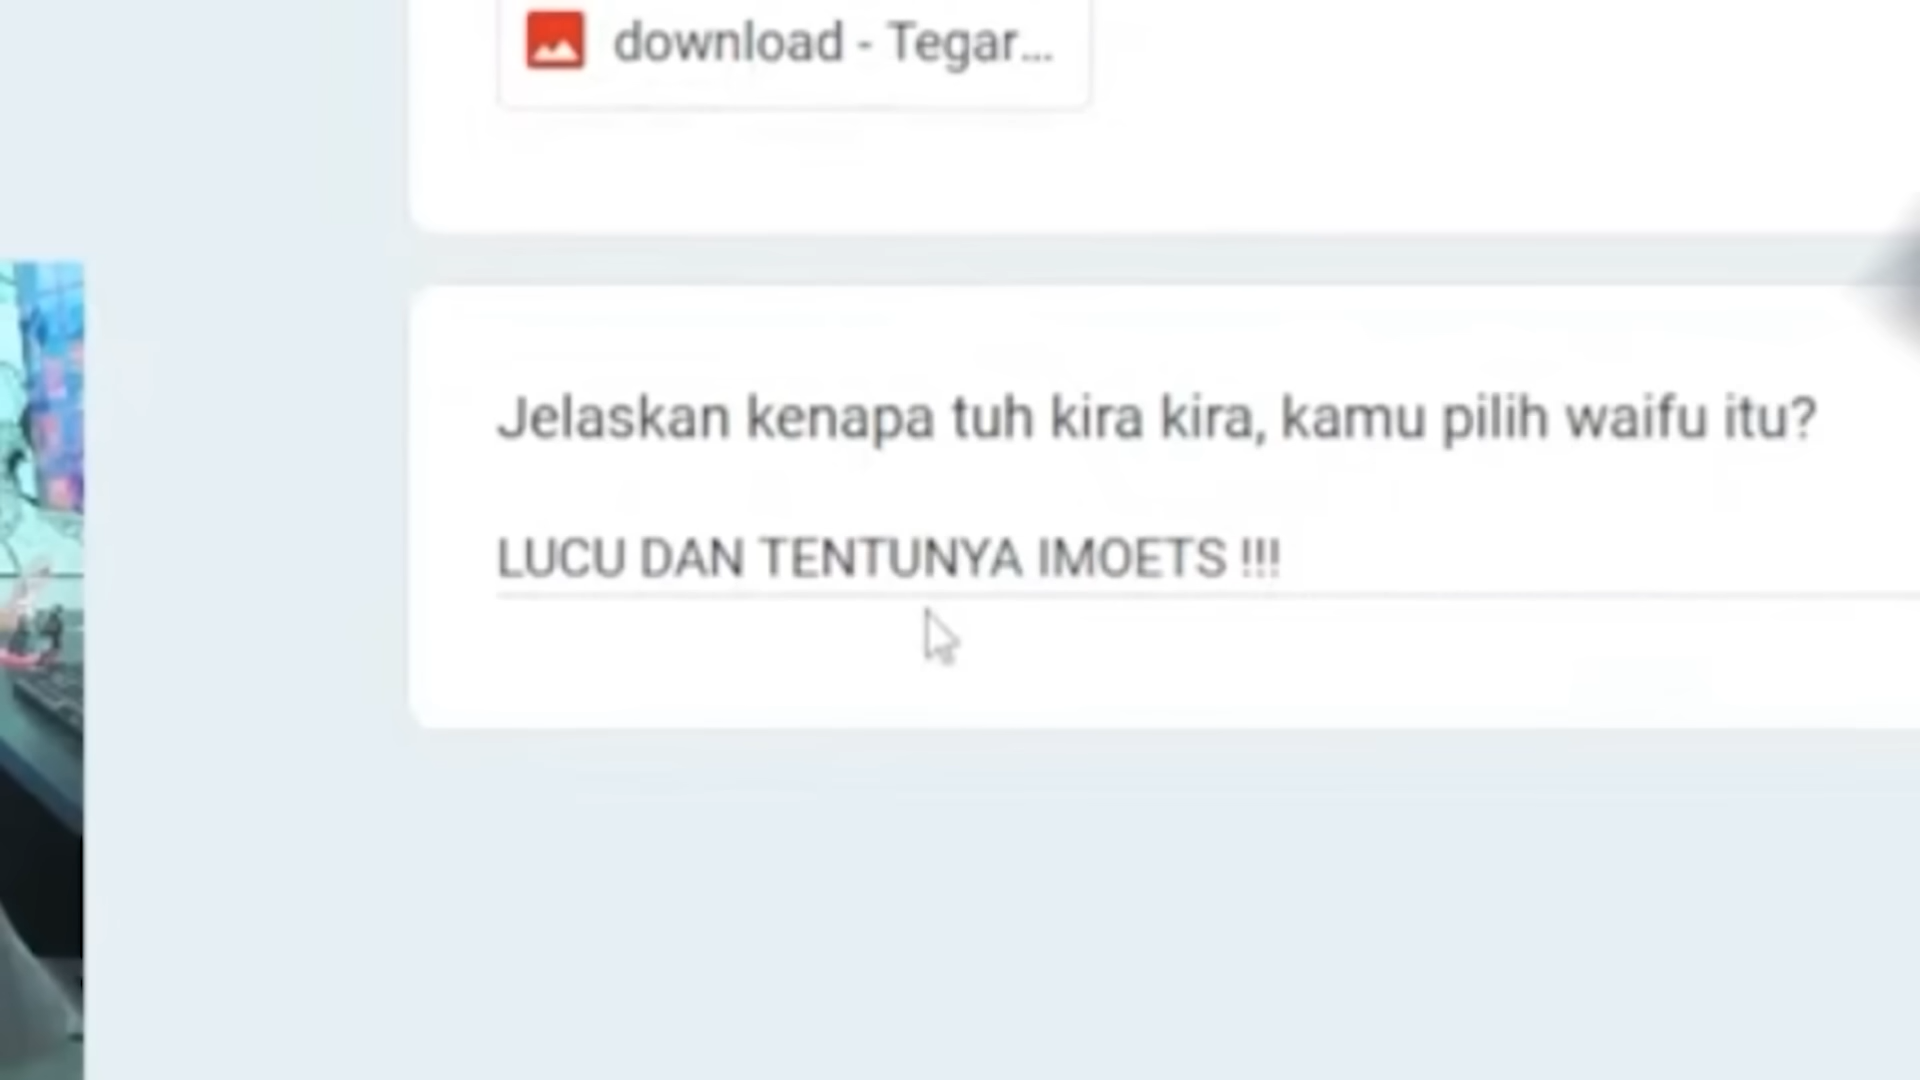 download - Tegar...
Jelaskan kenapa tuh kira kira, kamu pilih waifu itu?
LUCU DAN TENTUNYA IMOETS !!!